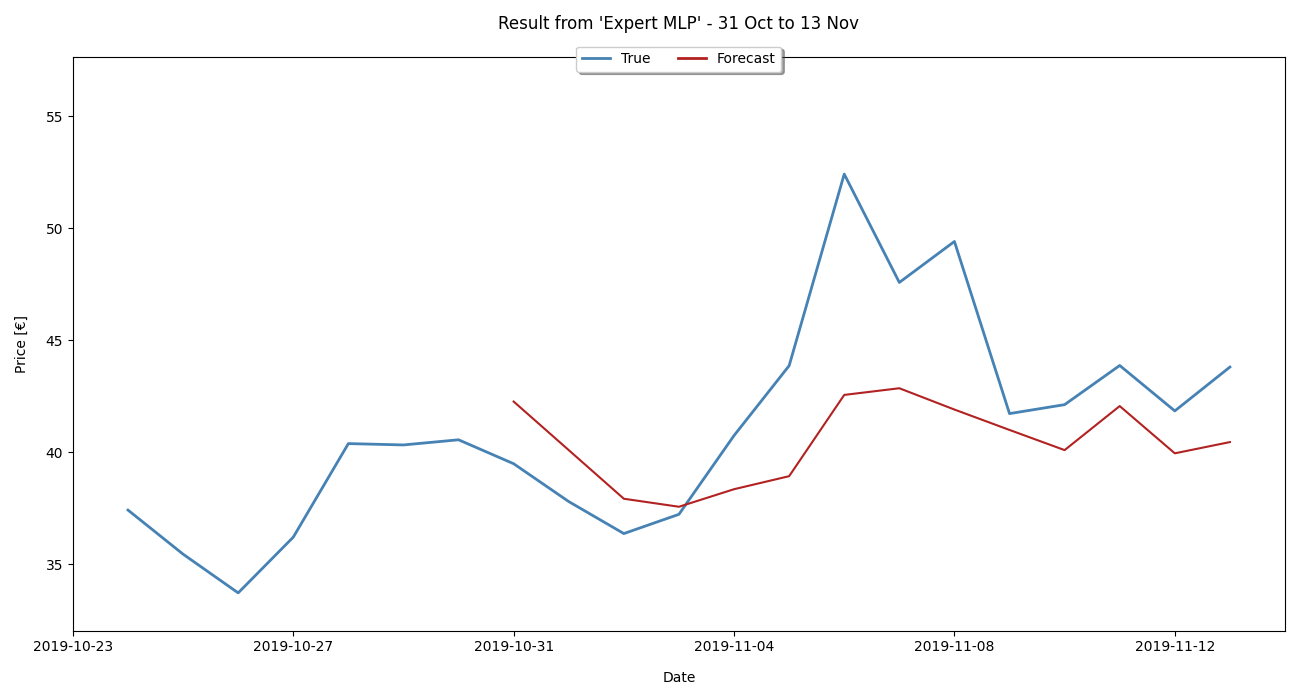 Result from 'Expert MLP' - 31 Oct to 13 Nov
True Forecast
55
50
45
40
35
Price [€]
2019-10-23 2019-10-27 2019-10-31 2019-11-04 2019-11-08 2019-11-12
Date